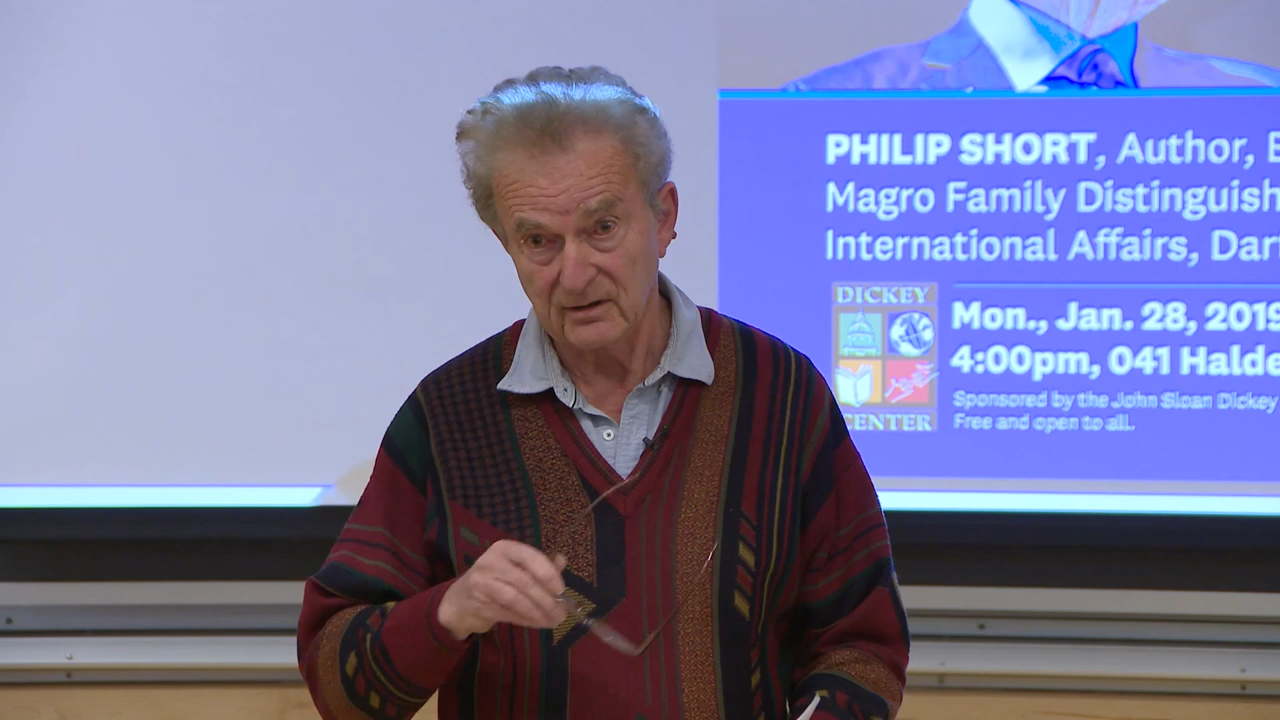 PHILIP SHORT, Author, B
Magro Family Distinguish
International Affairs, Dar
DICKEY
CENTER
Mon., Jan. 28, 2019
4:00pm, 041 Halde
Sponsored by the John Sloan Dickey
Free and open to all.